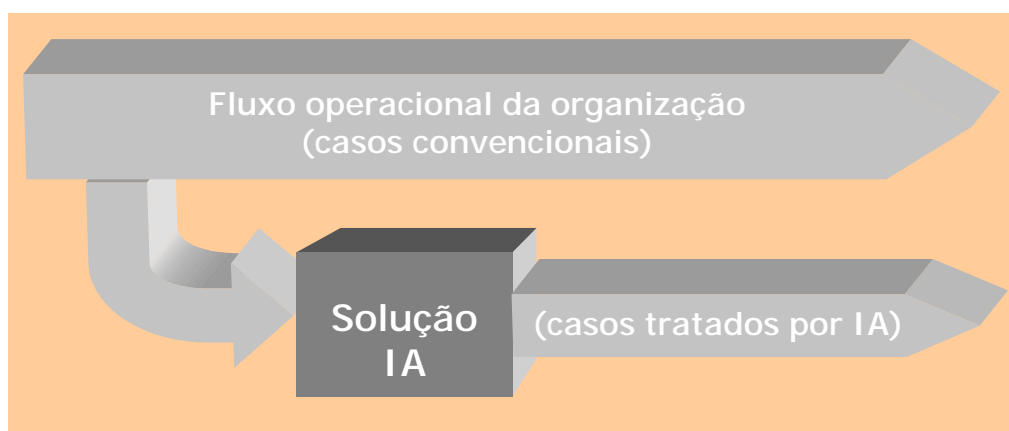 Fluxo operacional da organização
(casos convencionais)
Solução
IA
(casos tratados por IA)